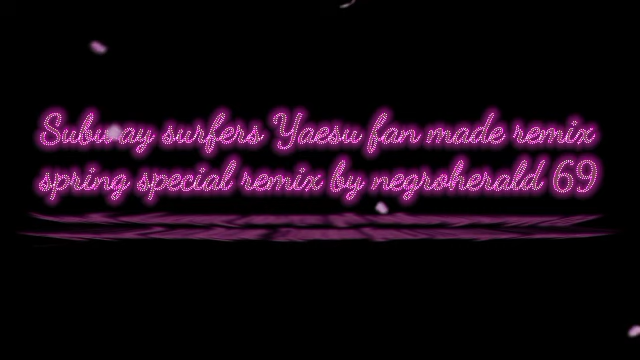 Subway surfers Yaesu fan made remix
spring special remix by negroherald 69